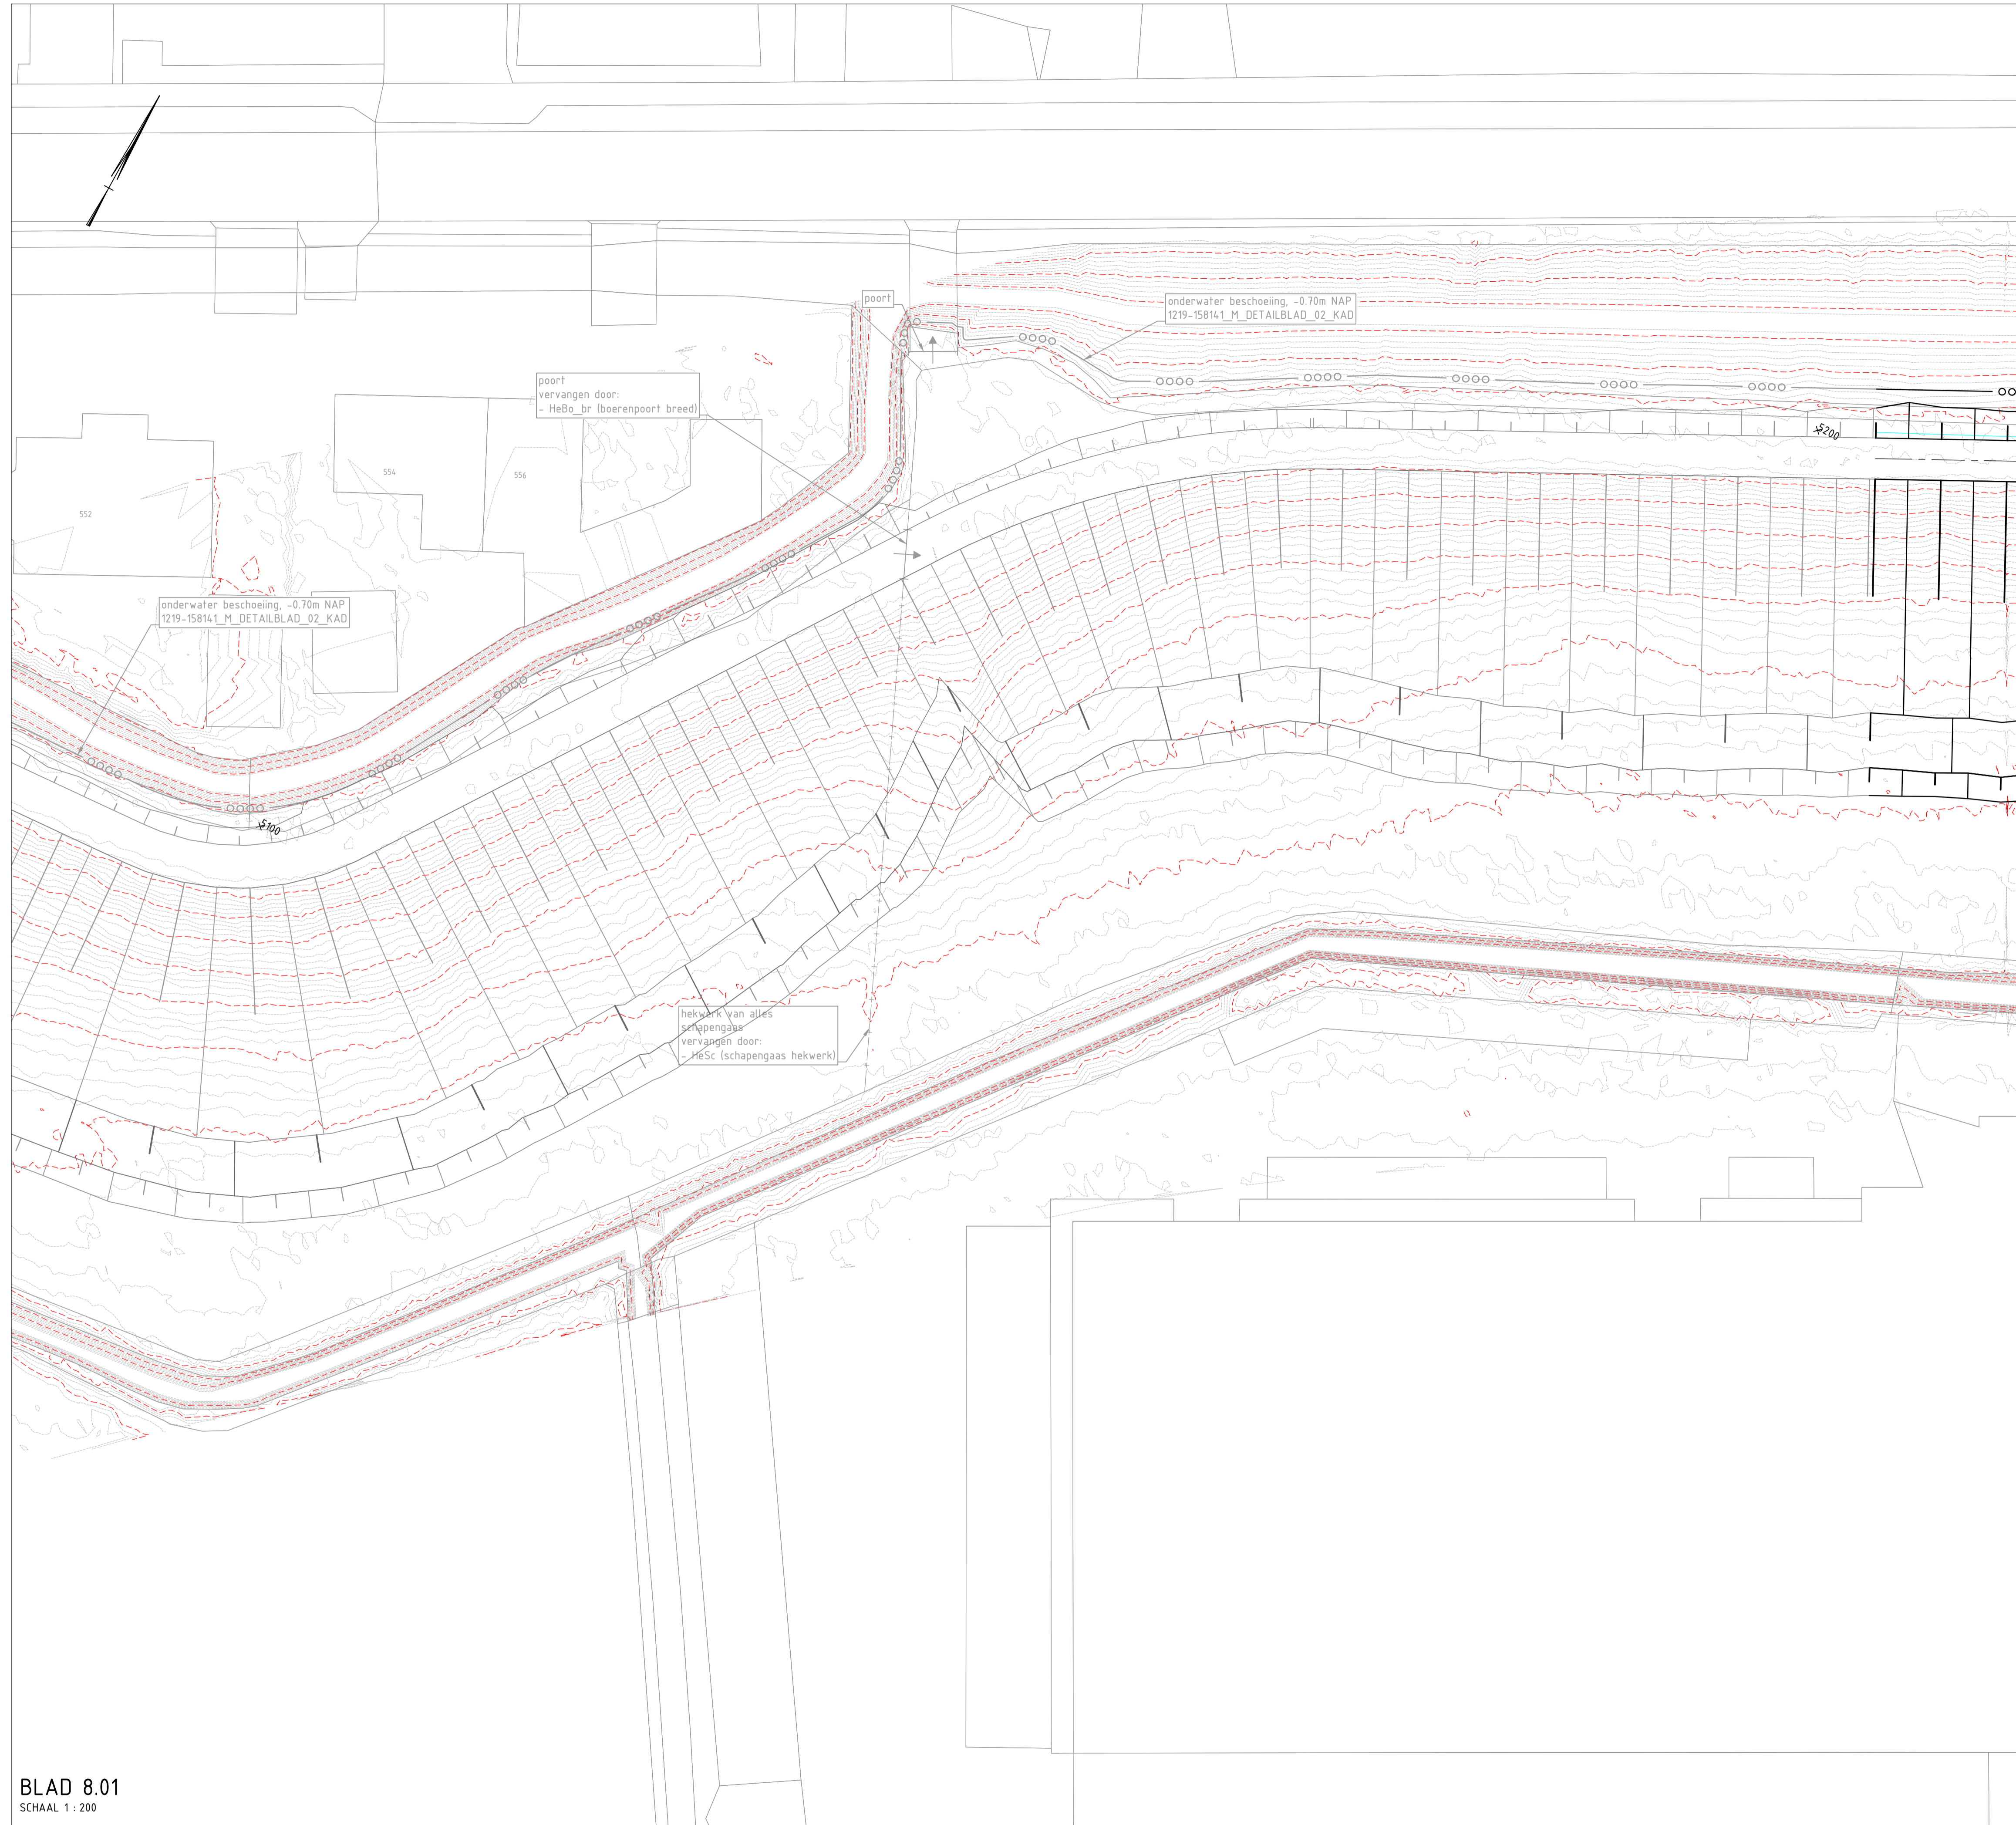 poort
onderwater beschoeiing, -0.70m NAP
1219-158141_M_DETAILBLAD_02_KAD
poort
vervangen door:
- HeBo_br (boerenpoort breed)
5200
554
556
552
onderwater beschoeiing, -0.70m NAP
1219-158141_M_DETAILBLAD_02_KAD
5100
hekwerk van alles
schapengaas
vervangen door:
- HeSc (schapengaas hekwerk)
BLAD 8.01
SCHAAL 1 : 200